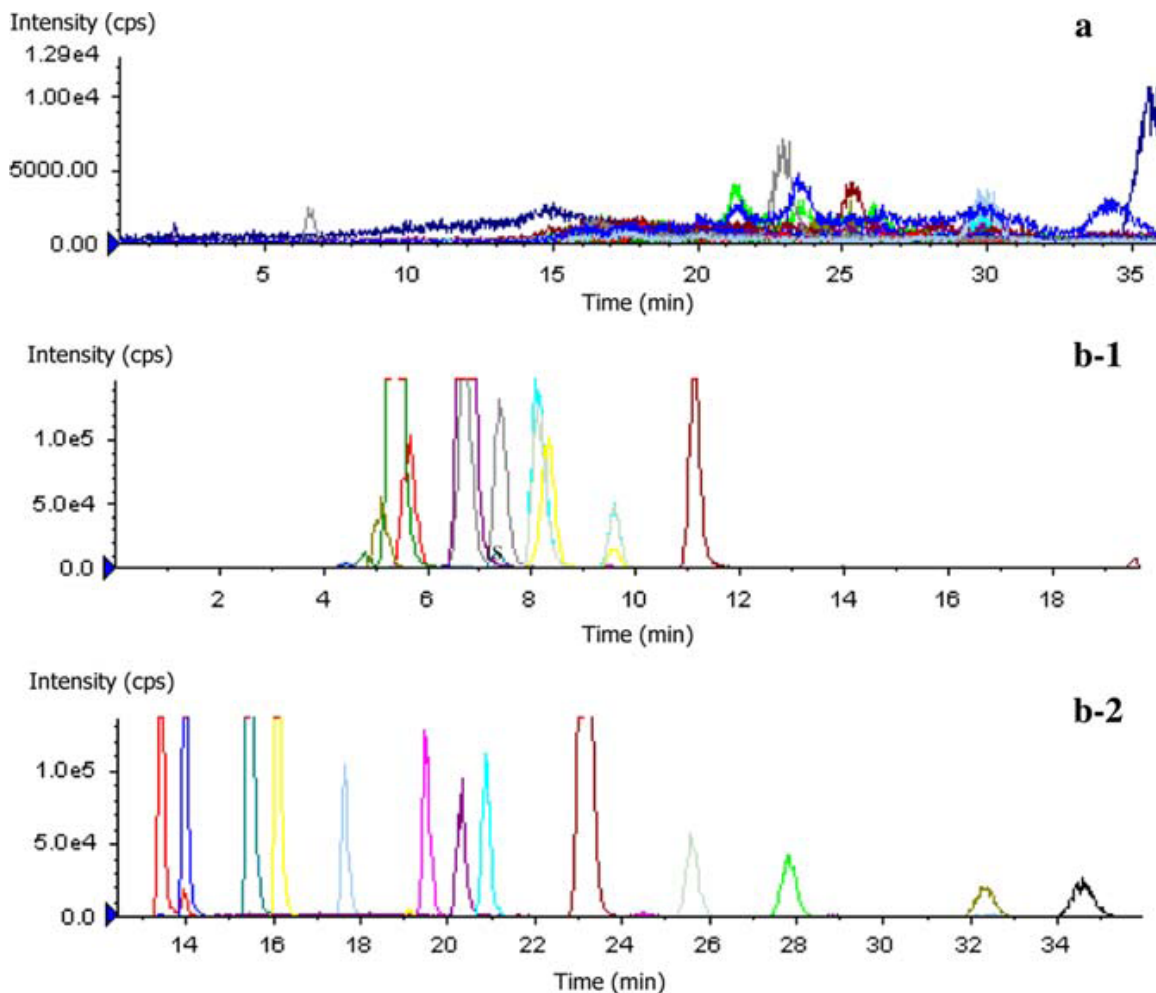 Intensity (cps)
a
1.29e4
1.00e4
5000.00
0.00
5 10 15 20 25 30 35
Time (min)
Intensity (cps)
b-1
1.0e5
5.0e4
0.0
2 4 6 8 10 12 14 16 18
Time (min)
Intensity (cps)
b-2
1.0e5
5.0e4
0.0
14 16 18 20 22 24 26 28 30 32 34
Time (min)